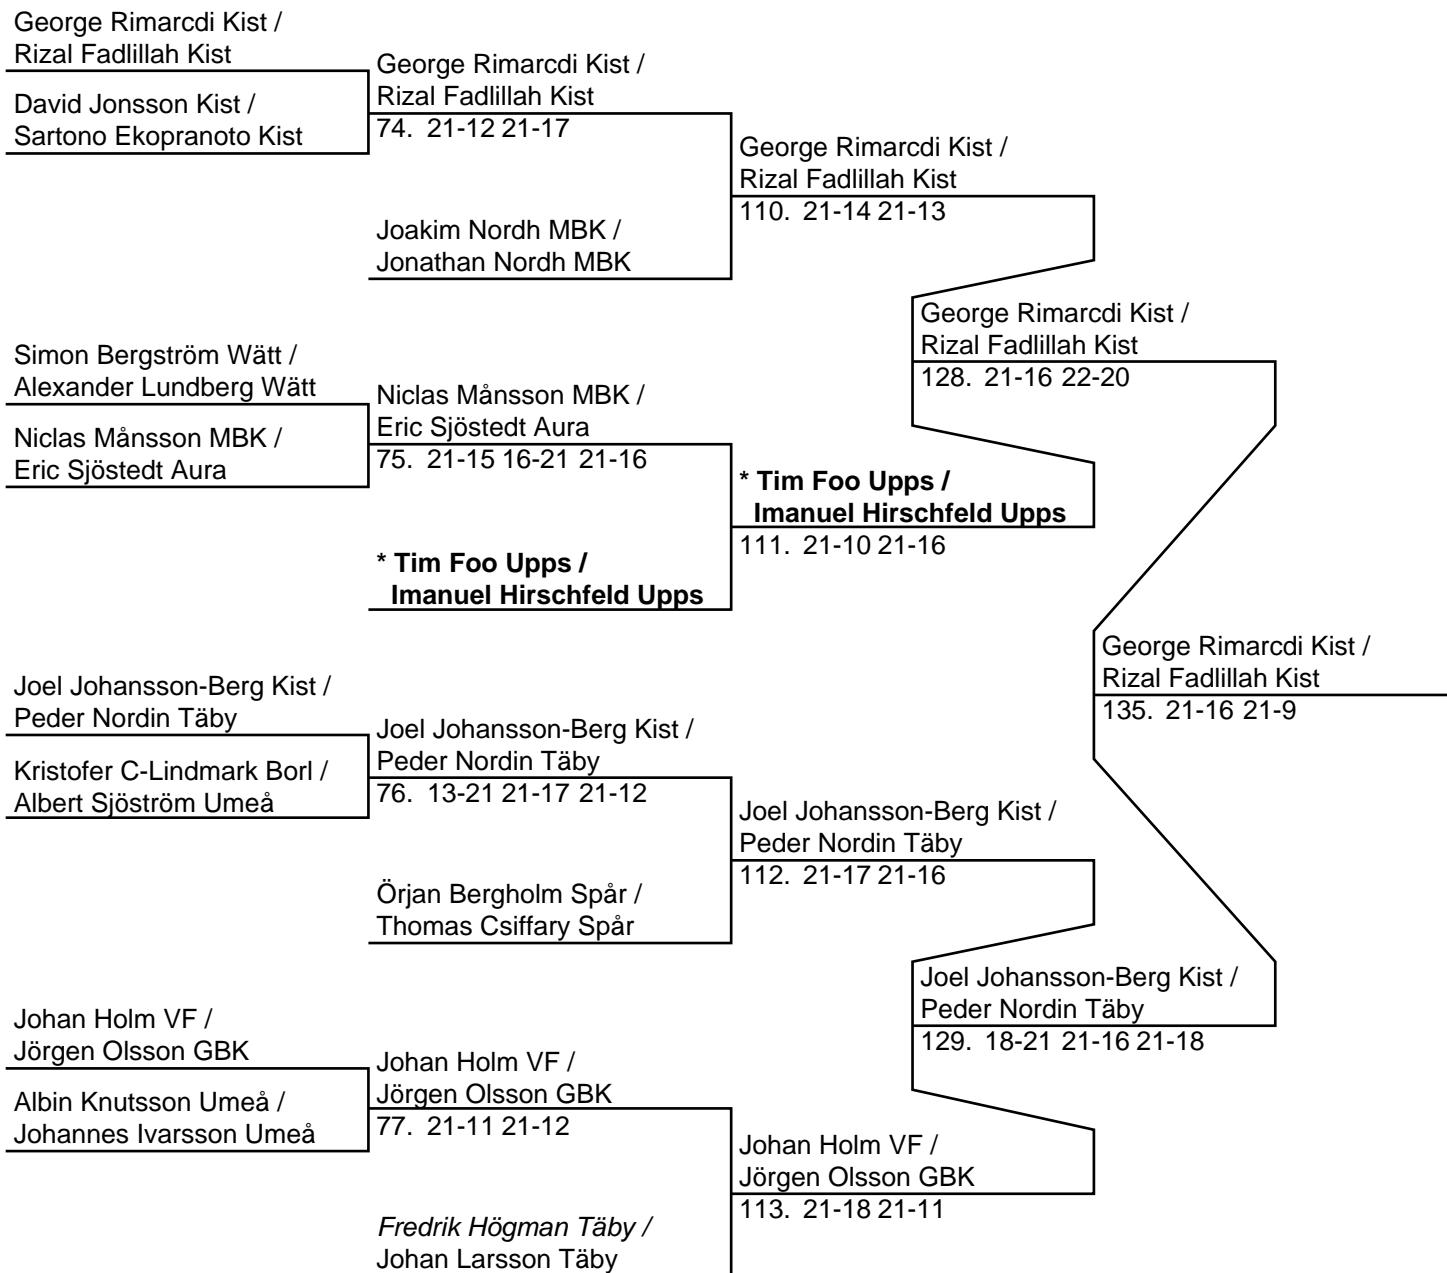 George Rimarcdi Kist /
Rizal Fadlillah Kist
David Jonsson Kist /
Sartono Ekopranoto Kist
George Rimarcdi Kist /
Rizal Fadlillah Kist
74. 21-12 21-17
Joakim Nordh MBK /
Jonathan Nordh MBK
George Rimarcdi Kist /
Rizal Fadlillah Kist
110. 21-14 21-13
Simon Bergström Wätt /
Alexander Lundberg Wätt
Niclas Månsson MBK /
Eric Sjöstedt Aura
Niclas Månsson MBK /
Eric Sjöstedt Aura
75. 21-15 16-21 21-16
* Tim Foo Upps /
Imanuel Hirschfeld Upps
* Tim Foo Upps /
Imanuel Hirschfeld Upps
111. 21-10 21-16
George Rimarcdi Kist /
Rizal Fadlillah Kist
128. 21-16 22-20
Joel Johansson-Berg Kist /
Peder Nordin Täby
Kristofer C-Lindmark Borl /
Albert Sjöström Umeå
Joel Johansson-Berg Kist /
Peder Nordin Täby
76. 13-21 21-17 21-12
Örjan Bergholm Spår /
Thomas Csiffary Spår
Joel Johansson-Berg Kist /
Peder Nordin Täby
112. 21-17 21-16
Johan Holm VF /
Jörgen Olsson GBK
Albin Knutsson Umeå /
Johannes Ivarsson Umeå
Johan Holm VF /
Jörgen Olsson GBK
77. 21-11 21-12
Fredrik Högman Täby /
Johan Larsson Täby
Johan Holm VF /
Jörgen Olsson GBK
113. 21-18 21-11
Joel Johansson-Berg Kist /
Peder Nordin Täby
129. 18-21 21-16 21-18
George Rimarcdi Kist /
Rizal Fadlillah Kist
135. 21-16 21-9